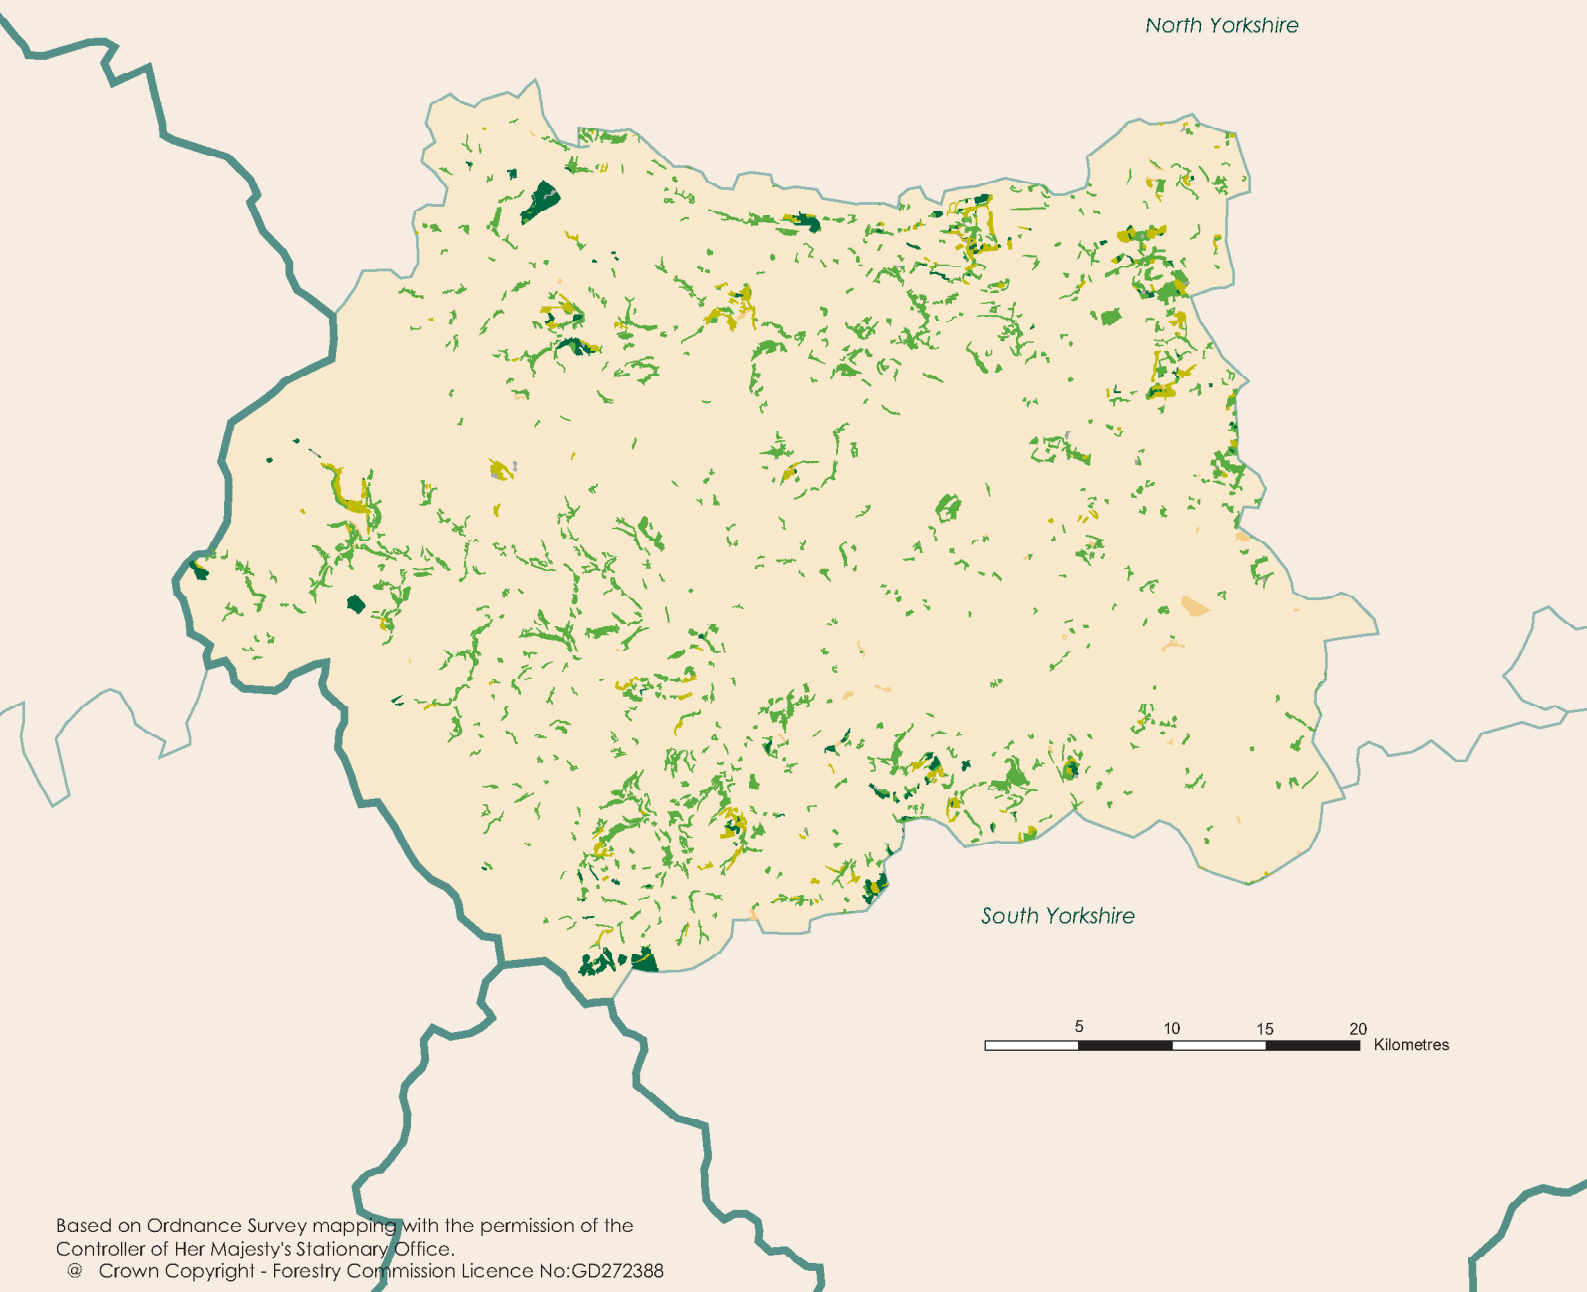 North Yorkshire
South Yorkshire
5 10 15 20
Kilometres
Based on Ordnance Survey mapping with the permission of the
Controller of Her Majesty's Stationary Office.
@ Crown Copyright - Forestry Commission Licence No:GD272388